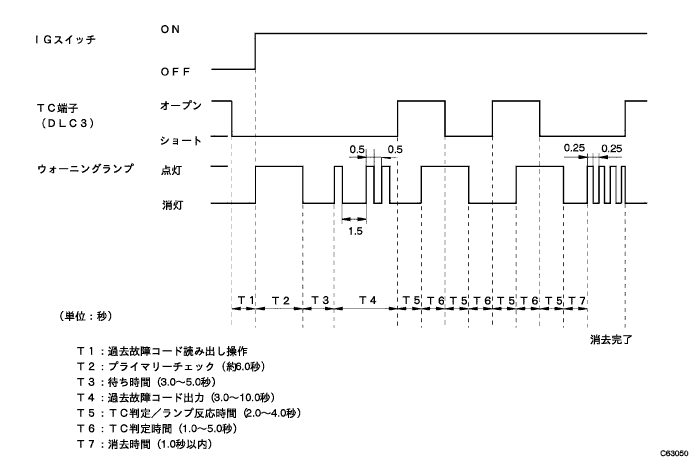 IGスイッチ
ON
OFF
TC端子
(DLC3)
オープン
ショート
ウォーニングランプ
点灯
消灯
0.5
0.5
0.25
0.25
1.5
T1
T2
T3
T4
T5
T6
T5
T6
T5
T6
T5
T7
(単位:秒)
消去完了
T1:過去故障コード読み出し操作
T2:プライマリーチェック (約6.0秒)
T3:待ち時間 (3.0〜5.0秒)
T4:過去故障コード出力 (3.0〜10.0秒)
T5:TC判定/ランプ反応時間 (2.0〜4.0秒)
T6:TC判定時間 (1.0〜5.0秒)
T7:消去時間 (1.0秒以内)
C63050